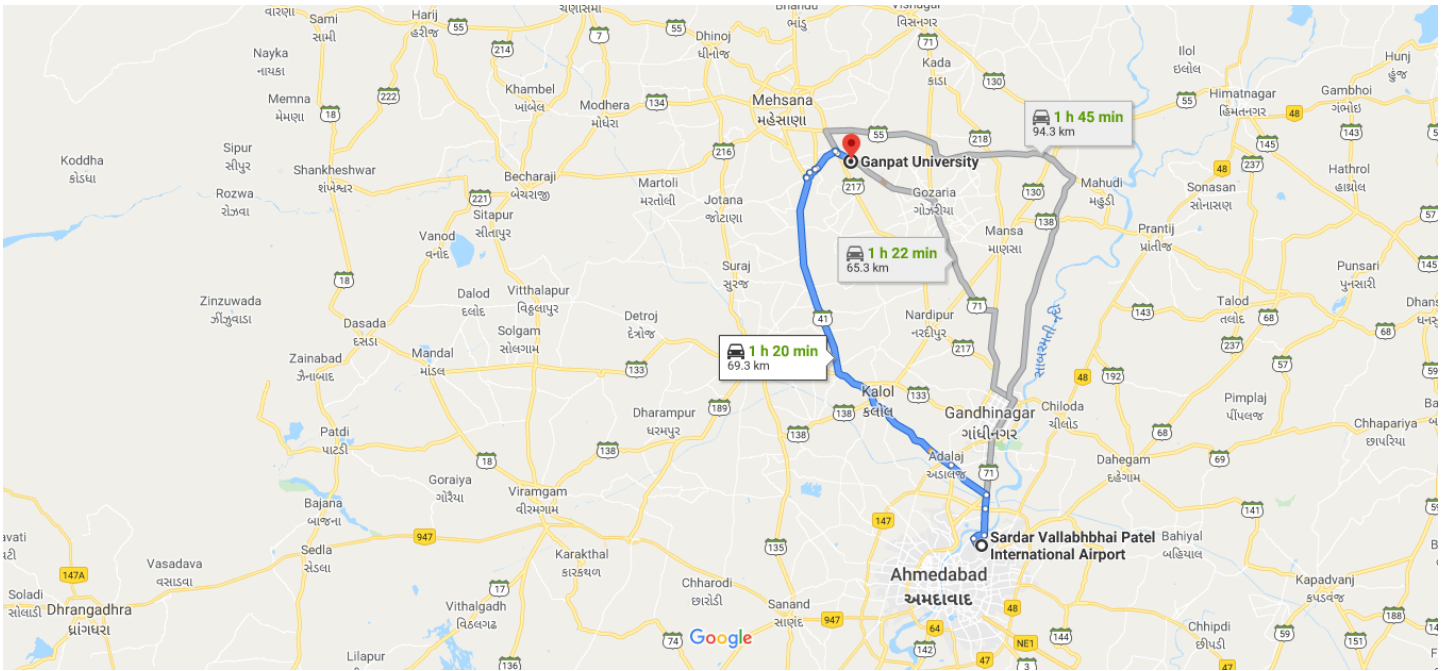 વારણા
Sami
સામી
Harij
હારીજ
55
ચાણસ્મા
7
55
Dhinoj
ધીણોજ
Bhandu
ભાંડુ
Visnagar
વિસનગર
71
Nayka
નાયકા
214
Kada
કાડા
130
Ilol
ઇલોલ
Hunj
હુંજ
Memna
મેમણા
222
18
Khambel
ખાંબેલ
Modhera
મોઢેરા
134
Mehsana
મહેસાણા
55
218
1 h 45 min
94.3 km
55
Himatnagar
હિંમતનગર
48
Gambhoi
ગંભોઇ
143
145
Koddha
કોડધા
Sipur
સીપુર
Shankheshwar
શંખેશ્વર
216
Ganpat University
48
237
Hathrol
હાથ્રોલ
Rozwa
રોઝવા
221
Becharaji
બેચરાજી
Martoli
મરતોલી
Jotana
જોટાણા
217
Gozaria
ગોઝારીયા
130
Mahudi
મહુડી
Sonasan
સોનાસણ
Sitapur
સીતાપુર
138
57
Vanod
વનોદ
Mansa
માણસા
Prantij
પ્રાંતીજ
1 h 22 min
65.3 km
145
18
Suraj
સુરજ
Punsari
પુનસારી
Zinzuwada
ઝીંઝુવાડા
Dalod
દલોદ
Vitthalapur
વિઠ્ઠલાપુર
71
સાબરમતી નદી
Talod
તલોદ
68
Dasada
દસાડા
Solgam
સોલગામ
Detroj
દેત્રોજ
41
Nardipur
નરદીપુર
143
68
1 h 20 min
69.3 km
217
237
Zainabad
ઝૈનાબાદ
Mandal
માંડલ
133
48
192
57
59
Kalol
કલોલ
133
Pimplaj
પીંપલજ
Dharampur
ધરમપુર
189
138
Gandhinagar
ગાંધીનગર
Chiloda
ચીલોડા
Chhapariya
છાપરિયા
Patdi
પાટડી
138
138
68
18
Adalaj
અડાલજ
71
Dahegam
દહેગામ
69
Goraiya
ગોરૈયા
Bajana
બાજના
Viramgam
વીરમગામ
147
141
947
135
Sardar Vallabhbhai Patel
International Airport
Bahiyal
બહિયાલ
Sedla
સેડલા
Karakthal
કારકથળ
147A
Vasadava
વસાડવા
17
Chharodi
છારોડી
Ahmedabad
અમદાવાદ
Kapadvanj
કપડવંજ
Soladi
સોલાડી
Dhrangadhra
ધ્રાંગધ્રા
Vithalgadh
વિઠલગઢ
Sanand
સાણંદ
947
48
188
64
74
Google
142
NE1
144
Chhipdi
છીપડી
59
151
Lilapur
લિલાપુર
136
47
3
47